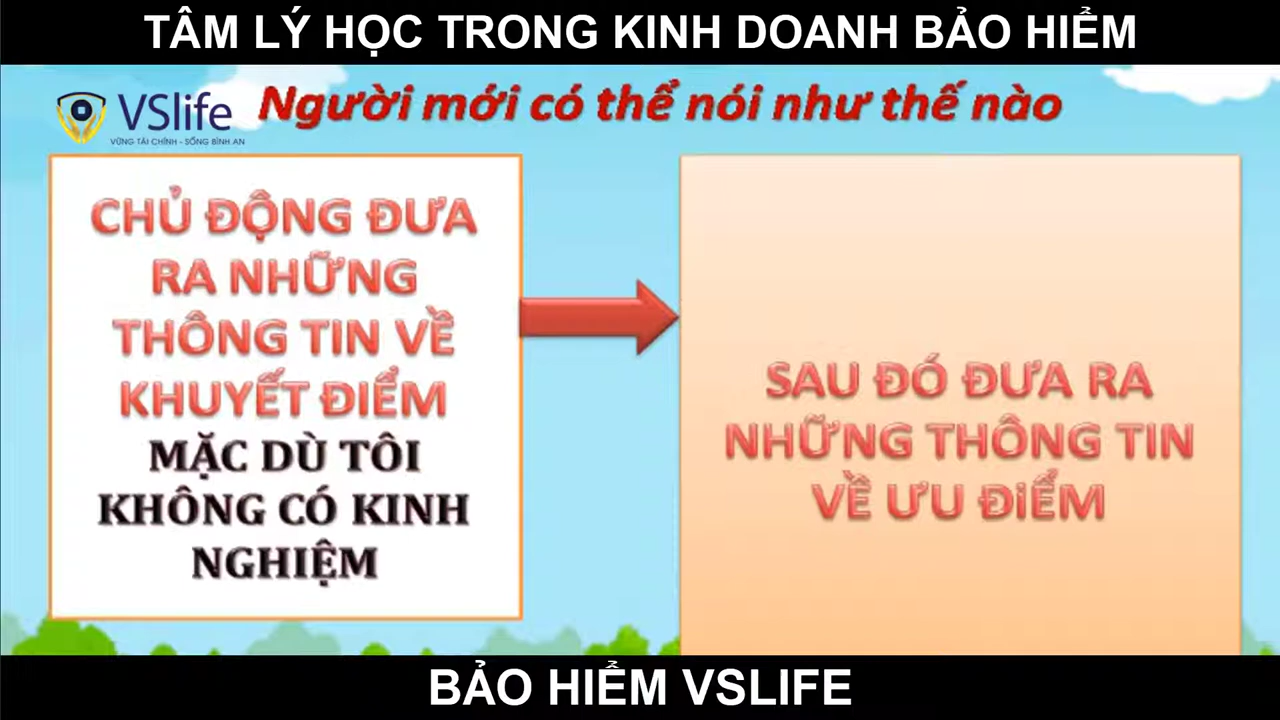 TÂM LÝ HỌC TRONG KINH DOANH BẢO HIỂM
VSlife
VỮNG TÀI CHÍNH - SỐNG BÌNH AN
Người mới có thể nói như thế nào
CHỦ ĐỘNG ĐƯA
RA NHỮNG
THÔNG TIN VỀ
KHUYẾT ĐIỂM
MẶC DÙ TÔI
KHÔNG CÓ KINH
NGHIỆM
SAU ĐÓ ĐƯA RA
NHỮNG THÔNG TIN
VỀ ƯU ĐiỂM
BẢO HIỂM VSLIFE